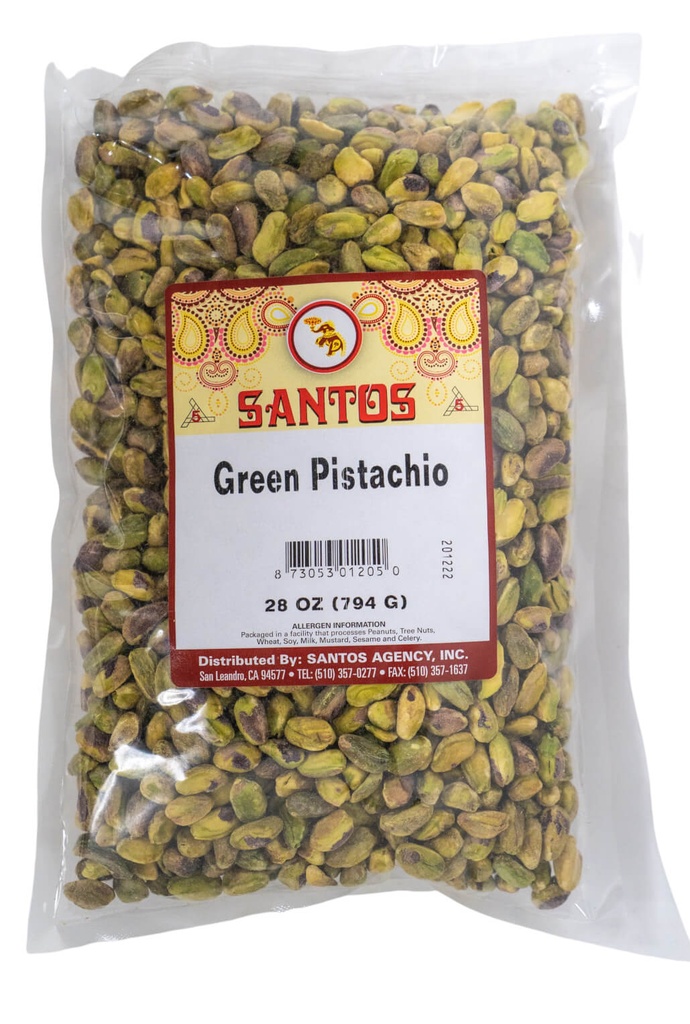 SANTOS
5 5
Green Pistachio
201222
8 73053 01205 0
28 OZ (794 G)
ALLERGEN INFORMATION
Packaged in a facility that processes Peanuts, Tree Nuts,
Wheat, Soy, Milk, Mustard, Sesame and Celery.
Distributed By: SANTOS AGENCY, INC.
San Leandro, CA 94577 • TEL: (510) 357-0277 • FAX: (510) 357-1637